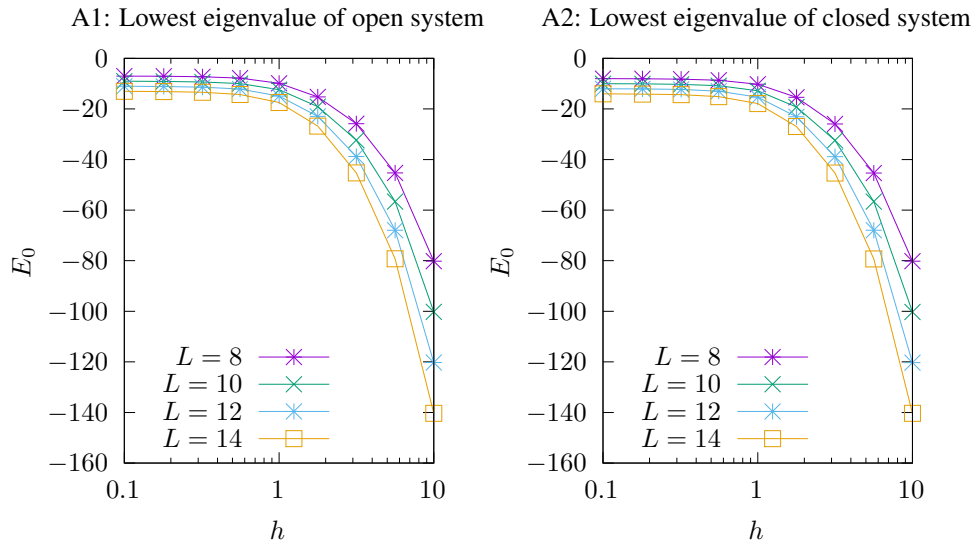 A1: Lowest eigenvalue of open system
0
−20
−40
−60
−80
−100
−120
−140
−160
E0
L = 8
L = 10
L = 12
L = 14
0.1
1
10
h
A2: Lowest eigenvalue of closed system
0
−20
−40
−60
−80
−100
−120
−140
−160
E0
L = 8
L = 10
L = 12
L = 14
0.1
1
10
h